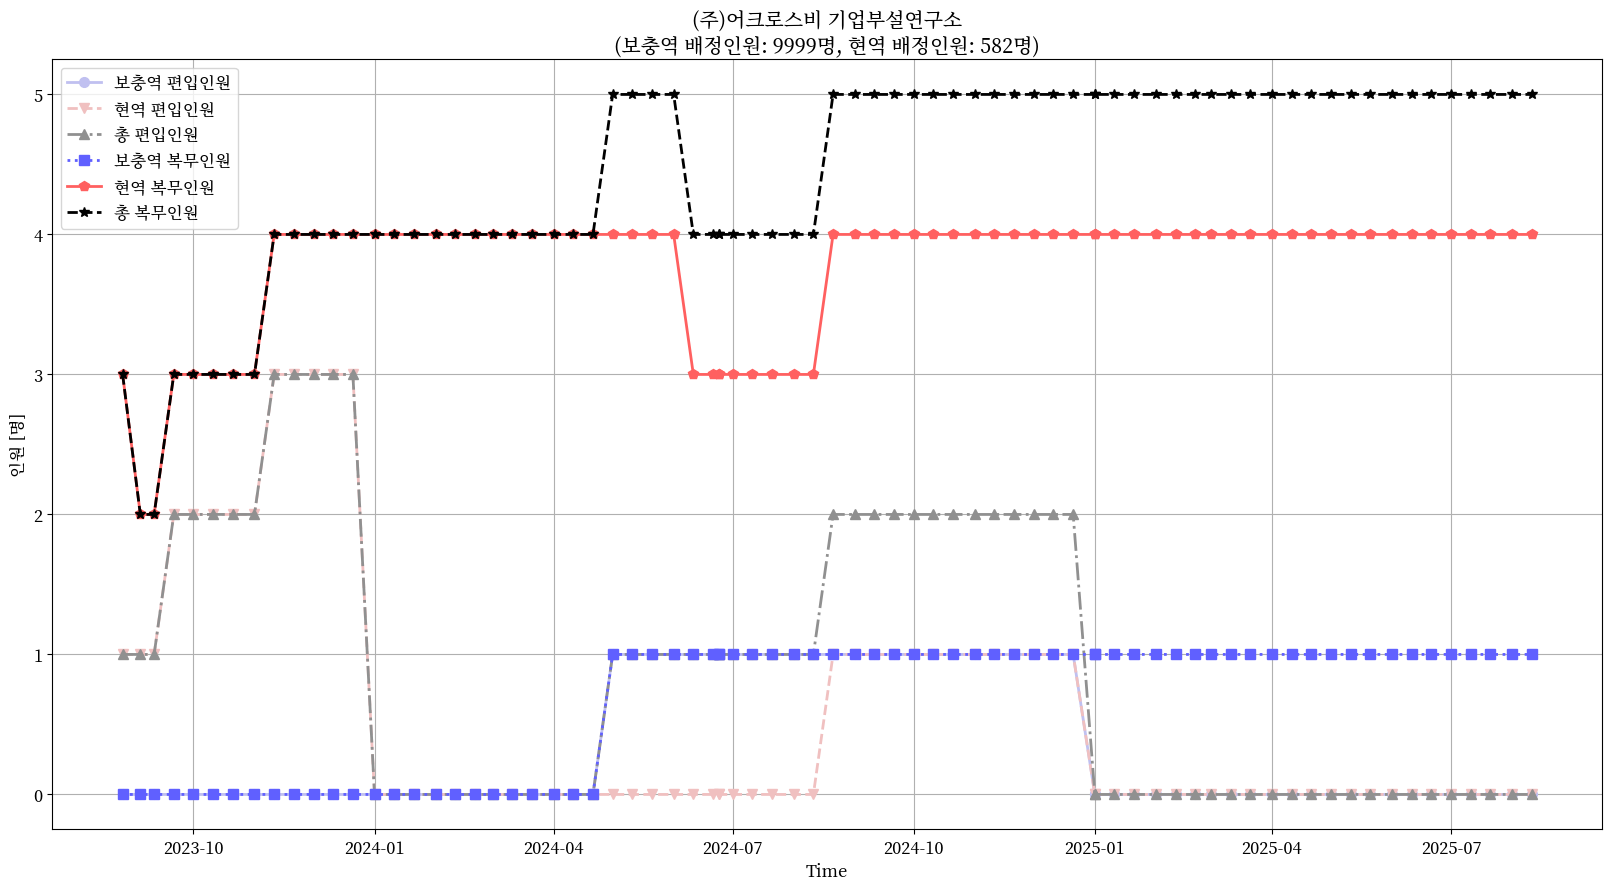 (주)어크로스비 기업부설연구소
(보충역 배정인원: 9999명, 현역 배정인원: 582명)
보충역 편입인원
현역 편입인원
총 편입인원
보충역 복무인원
현역 복무인원
총 복무인원
인원 [명]
5
4
3
2
1
0
2023-10
2024-01
2024-04
2024-07
2024-10
2025-01
2025-04
2025-07
Time